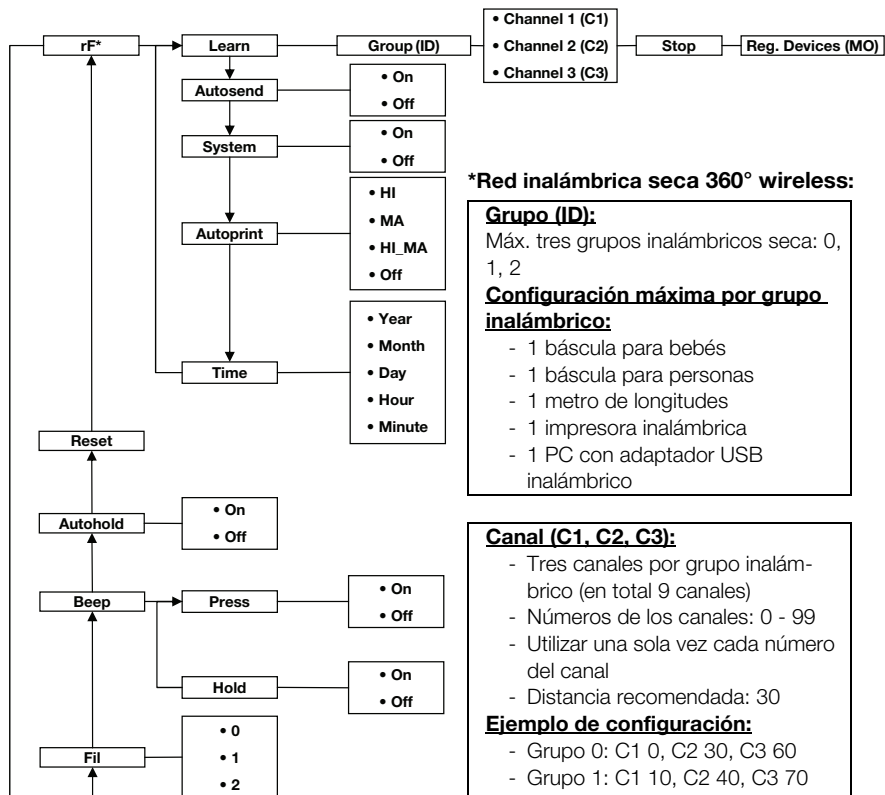 • Channel 1 (C1)
rF*
Learn
Group (ID)
• Channel 2 (C2)
Stop
Reg. Devices (MO)
• Channel 3 (C3)
Autosend
• On
• Off
System
• On
• Off
Autoprint
• HI
• MA
• HI_MA
• Off
Time
• Year
• Month
• Day
• Hour
• Minute
Reset
Autohold
• On
• Off
Beep
Press
• On
• Off
Hold
• On
• Off
Fil
• 0
• 1
• 2
*Red inalámbrica seca 360° wireless:
Grupo (ID):
Máx. tres grupos inalámbricos seca: 0,
1, 2
Configuración máxima por grupo
inalámbrico:
- 1 báscula para bebés
- 1 báscula para personas
- 1 metro de longitudes
- 1 impresora inalámbrica
- 1 PC con adaptador USB
inalámbrico
Canal (C1, C2, C3):
- Tres canales por grupo inalám-
brico (en total 9 canales)
- Números de los canales: 0 - 99
- Utilizar una sola vez cada número
del canal
- Distancia recomendada: 30
Ejemplo de configuración:
- Grupo 0: C1 0, C2 30, C3 60
- Grupo 1: C1 10, C2 40, C3 70